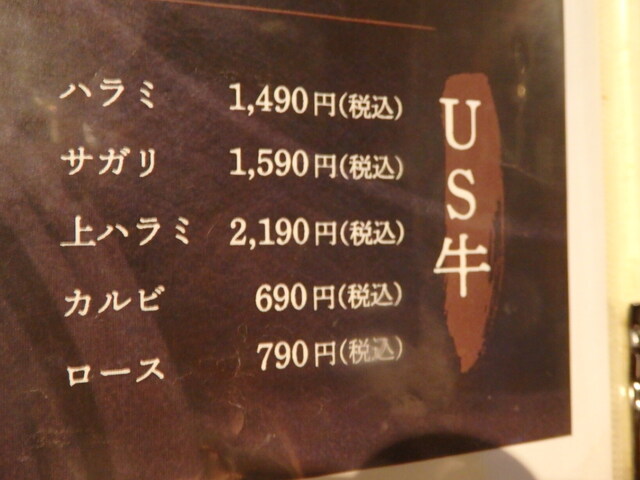 US牛
ハラミ 1,490円(税込)
サガリ 1,590円(税込)
上ハラミ 2,190円(税込)
カルビ 690円(税込)
ロース 790円(税込)